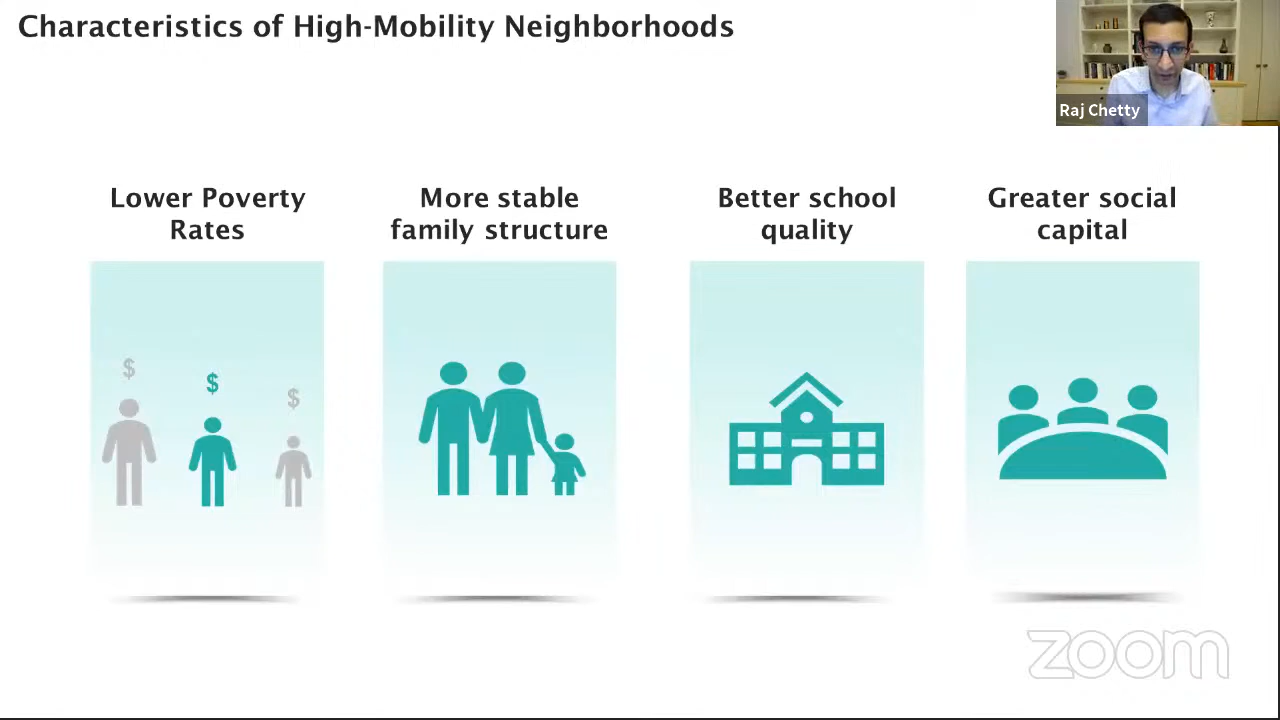 Characteristics of High-Mobility Neighborhoods
Raj Chetty
Lower Poverty
Rates
More stable
family structure
Better school
quality
Greater social
capital
$
$
$
zoom